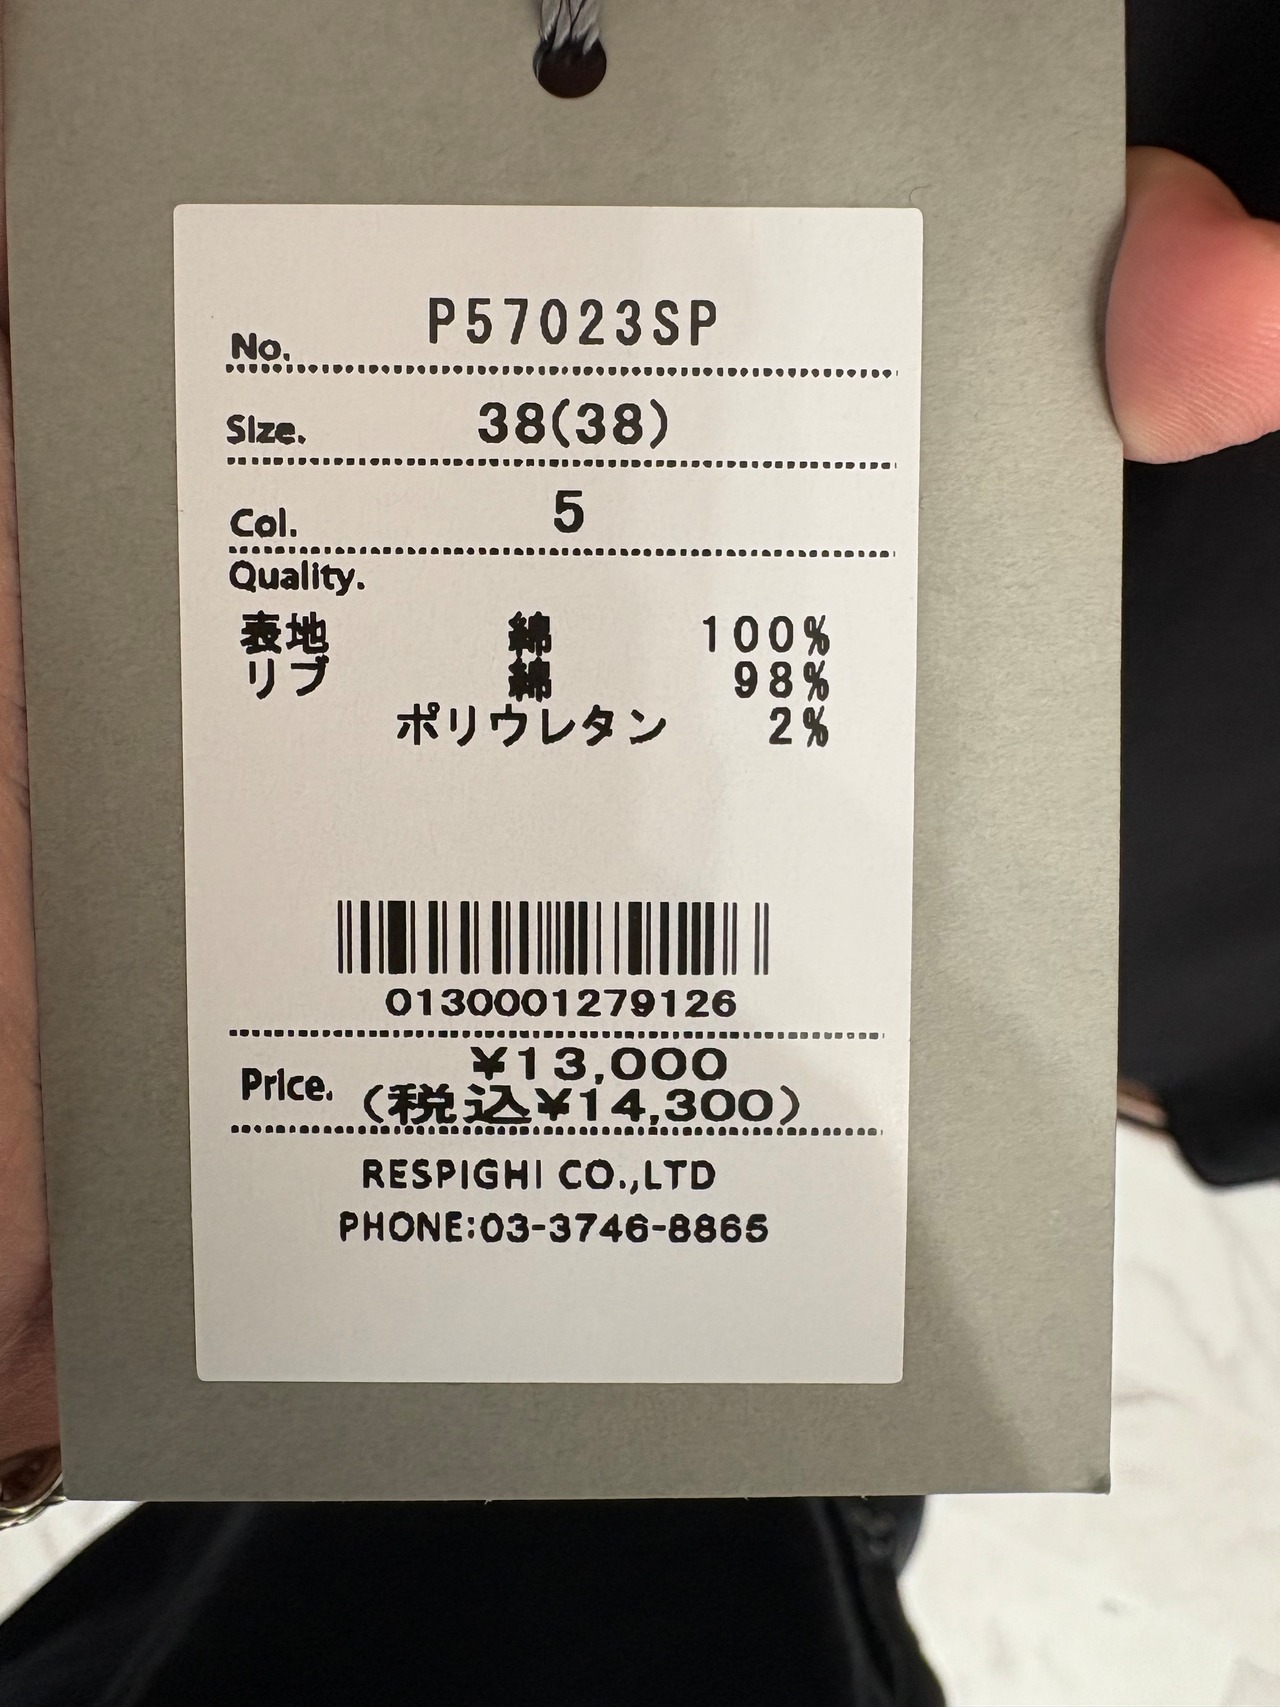 No. P57023SP
Size. 38(38)
Col. 5
Quality.
表地 綿 100%
リブ 綿 98%
ポリウレタン 2%
0130001279126
Price. ¥13,000
(税込¥14,300)
RESPIGHI CO.,LTD
PHONE:03-3746-8865